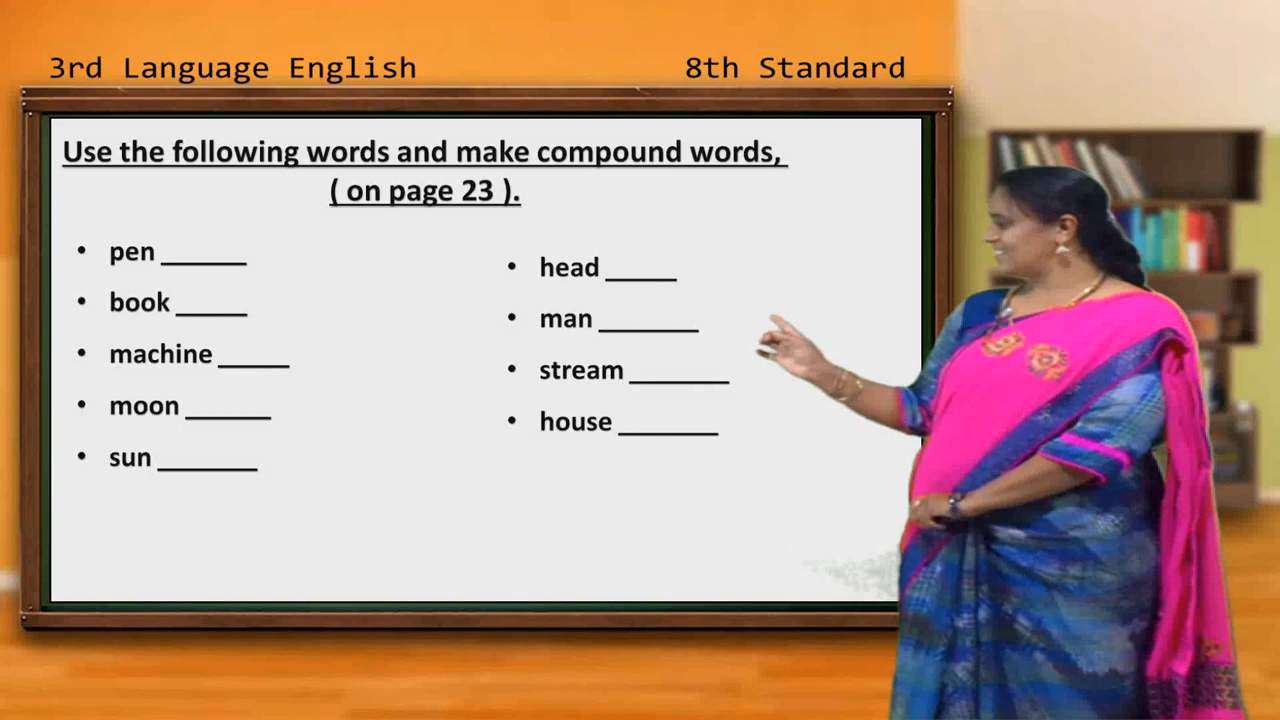 3rd Language English
8th Standard
Use the following words and make compound words,
( on page 23 ).
• pen ______
• book _____
• machine _____
• moon ______
• sun _______
• head _____
• man _______
• stream _______
• house _______